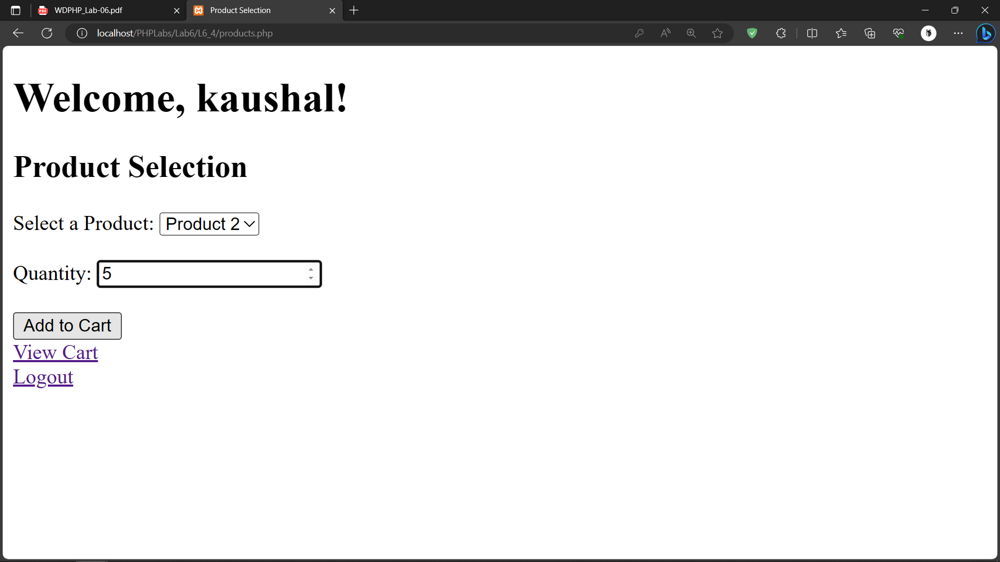 WDPHP_Lab-06.pdf
Product Selection
localhost/PHPLabs/Lab6/L6_4/products.php
Welcome, kaushal!
Product Selection
Select a Product: Product 2
Quantity: 5
Add to Cart
View Cart
Logout